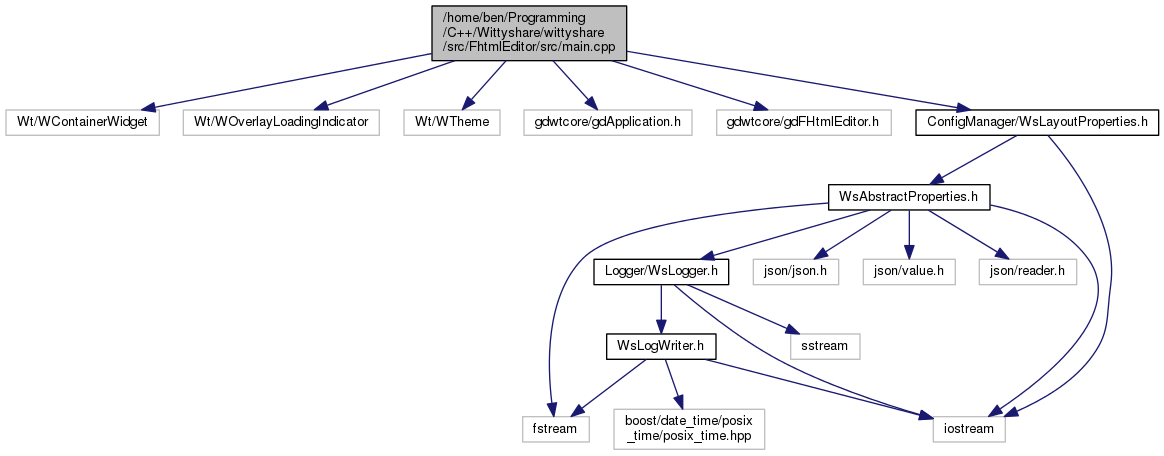 /home/ben/Programming
/C++/Wittyshare/wittyshare
/src/FhtmlEditor/src/main.cpp
Wt/WContainerWidget
Wt/WOverlayLoadingIndicator
Wt/WTheme
gdwtcore/gdApplication.h
gdwtcore/gdFHtmlEditor.h
ConfigManager/WsLayoutProperties.h
WsAbstractProperties.h
Logger/WsLogger.h
json/json.h
json/value.h
json/reader.h
WsLogWriter.h
sstream
fstream
boost/date_time/posix
_time/posix_time.hpp
iostream